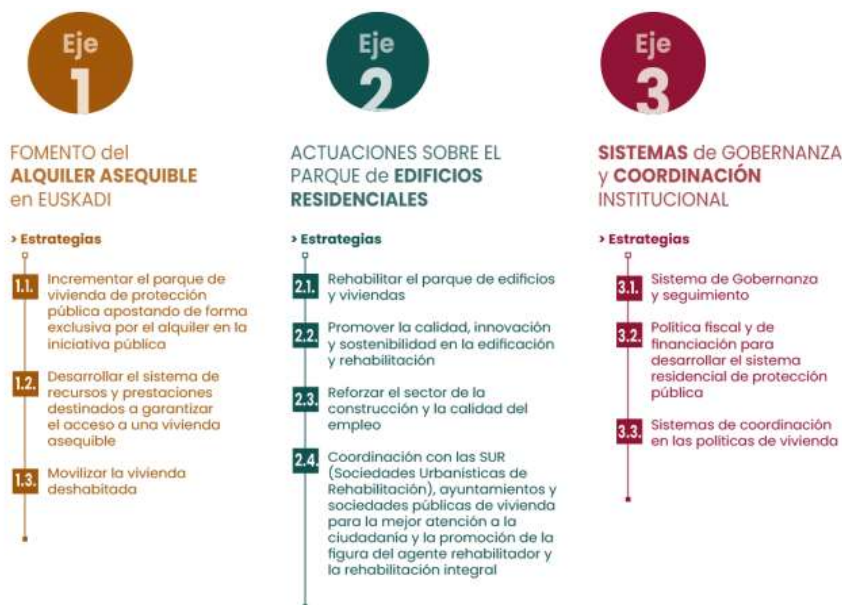 Eje
1
FOMENTO del
ALQUILER ASEQUIBLE
en EUSKADI
> Estrategias
1.1. Incrementar el parque de
vivienda de protección
pública apostando de forma
exclusiva por el alquiler en la
iniciativa pública
1.2. Desarrollar el sistema de
recursos y prestaciones
destinados a garantizar
el acceso a una vivienda
asequible
1.3. Movilizar la vivienda
deshabitada
Eje
2
ACTUACIONES SOBRE EL
PARQUE de EDIFICIOS
RESIDENCIALES
> Estrategias
2.1. Rehabilitar el parque de edificios
y viviendas
2.2. Promover la calidad, innovación
y sostenibilidad en la edificación
y rehabilitación
2.3. Reforzar el sector de la
construcción y la calidad del
empleo
2.4. Coordinación con las SUR
(Sociedades Urbanísticas de
Rehabilitación), ayuntamientos y
sociedades públicas de vivienda
para la mejor atención a la
ciudadanía y la promoción de la
figura del agente rehabilitador y
la rehabilitación integral
Eje
3
SISTEMAS de GOBERNANZA
y COORDINACIÓN
INSTITUCIONAL
> Estrategias
3.1. Sistema de Gobernanza
y seguimiento
3.2. Política fiscal y de
financiación para
desarrollar el sistema
residencial de protección
pública
3.3. Sistemas de coordinación
en las políticas de vivienda